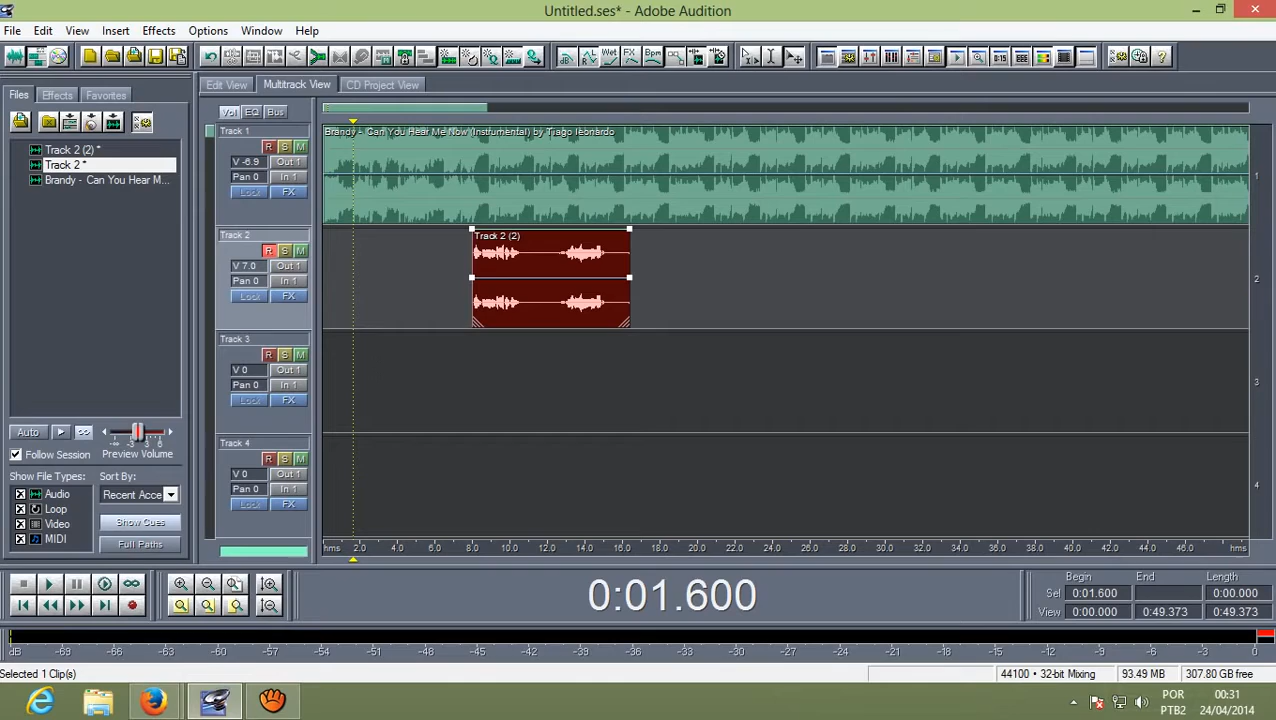 Untitled.ses* - Adobe Audition
File Edit View Insert Effects Options Window Help
Edit View Multitrack View CD Project View
Files Effects Favorites
Vol EQ Bus
Track 2 (2) *
Track 2 *
Brandy - Can You Hear M...
Auto
Follow Session
-∞ -3 3 6
Preview Volume
Show File Types: Sort By:
Audio
Loop
Video
MIDI
Recent Acce
Show Cues
Full Paths
Track 1
R S M
V -6.9 Out 1
Pan 0 In 1
Lock FX
Brandy - Can You Hear Me Now (Instrumental) by Tiago leonardo
1
Track 2
R S M
V 7.0 Out 1
Pan 0 In 1
Lock FX
Track 2 (2)
2
Track 3
R S M
V 0 Out 1
Pan 0 In 1
Lock FX
3
Track 4
R S M
V 0 Out 1
Pan 0 In 1
Lock FX
4
hms 2.0 4.0 6.0 8.0 10.0 12.0 14.0 16.0 18.0 20.0 22.0 24.0 26.0 28.0 30.0 32.0 34.0 36.0 38.0 40.0 42.0 44.0 46.0 hms
0:01.600
Begin End Length
Sel 0:01.600 0:00.000
View 0:00.000 0:49.373 0:49.373
dB -69 -66 -63 -60 -57 -54 -51 -48 -45 -42 -39 -36 -33 -30 -27 -24 -21 -18 -15 -12 -9 -6 -3 0
Selected 1 Clip(s)
44100 • 32-bit Mixing 93.49 MB 307.80 GB free
POR
PTB2
00:31
24/04/2014